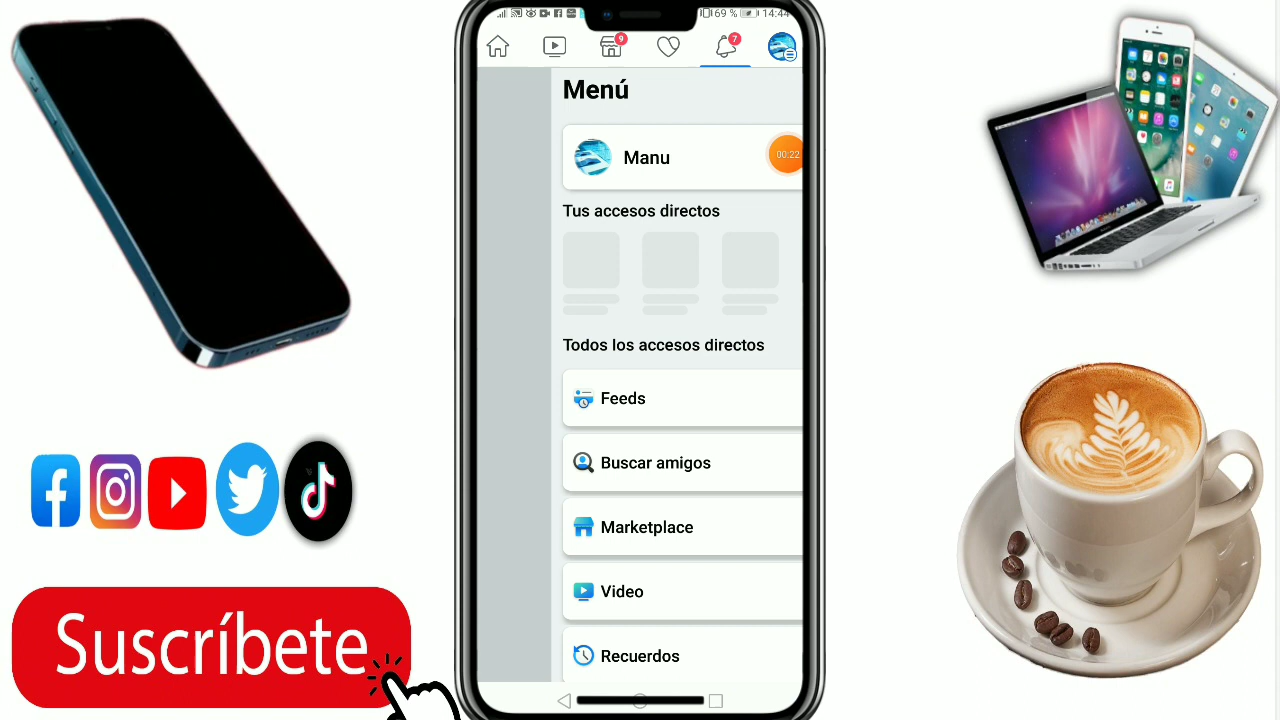 69 % 14:44
9
7
Menú
Manu
00:22
Tus accesos directos
Todos los accesos directos
Feeds
Buscar amigos
Marketplace
Video
Recuerdos
Suscríbete